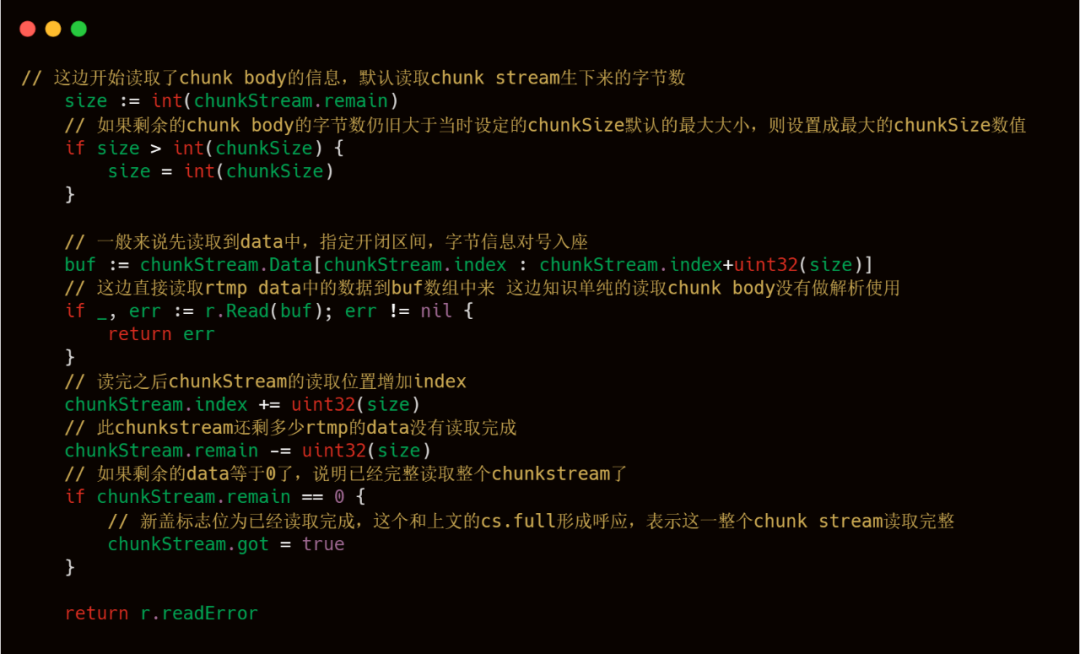 // 这边开始读取了chunk body的信息，默认读取chunk stream生下来的字节数
    size := int(chunkStream.remain)
    // 如果剩余的chunk body的字节数仍旧大于当时设定的chunkSize默认的最大大小，则设置成最大的chunkSize数值
    if size > int(chunkSize) {
        size = int(chunkSize)
    }

    // 一般来说先读取到data中，指定开闭区间，字节信息对号入座
    buf := chunkStream.Data[chunkStream.index : chunkStream.index+uint32(size)]
    // 这边直接读取rtmp data中的数据到buf数组中来 这边知识单纯的读取chunk body没有做解析使用
    if _, err := r.Read(buf); err != nil {
        return err
    }
    // 读完之后chunkStream的读取位置增加index
    chunkStream.index += uint32(size)
    // 此chunkstream还剩多少rtmp的data没有读取完成
    chunkStream.remain -= uint32(size)
    // 如果剩余的data等于0了，说明已经完整读取整个chunkstream了
    if chunkStream.remain == 0 {
        // 新盖标志位为已经读取完成，这个和上文的cs.full形成呼应，表示这一整个chunk stream读取完整
        chunkStream.got = true
    }

    return r.readError